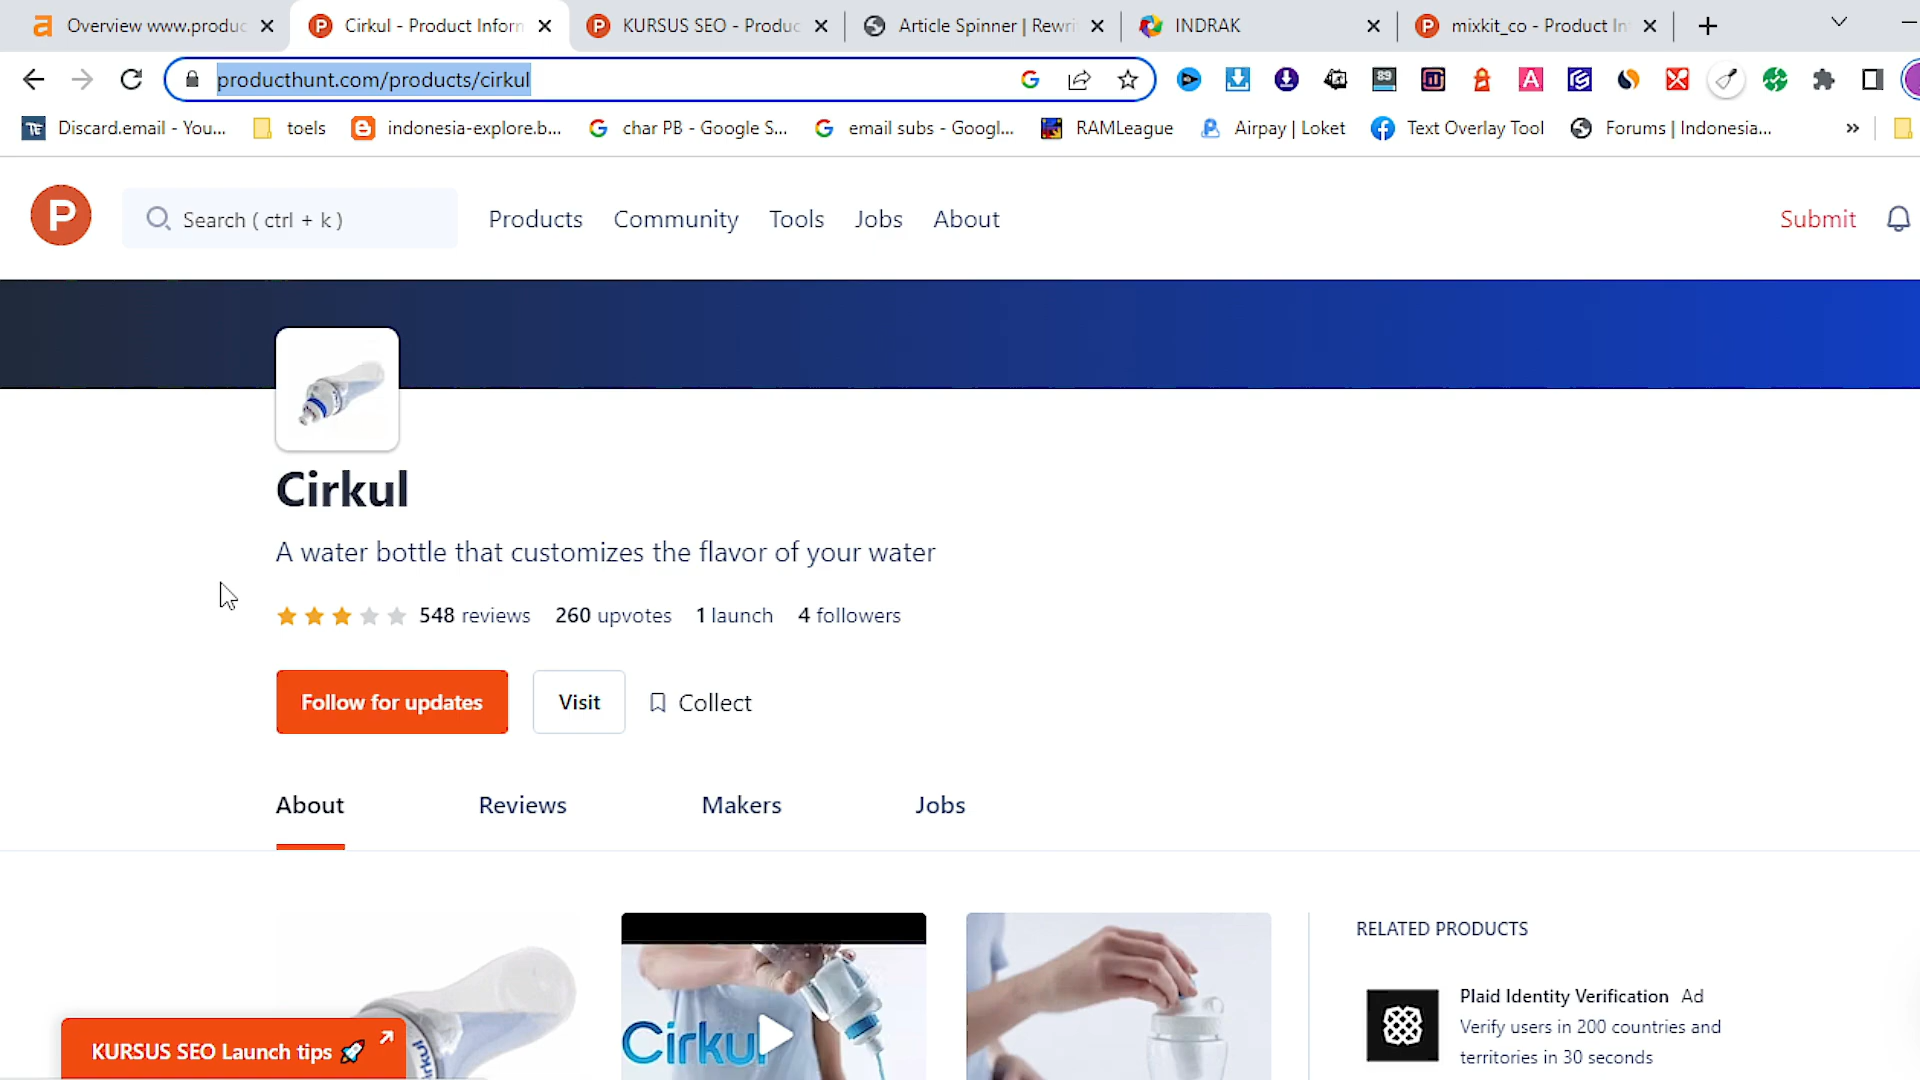 Overview www.produc
Cirkul - Product Inforn
KURSUS SEO - Produc
Article Spinner | Rewri
INDRAK
mixkit_co - Product In
producthunt.com/products/cirkul
89
TE Discard.email - You...
toels
indonesia-explore.b...
char PB - Google S...
email subs - Googl...
RAMLeague
Airpay | Loket
Text Overlay Tool
Forums | Indonesia...
P
Search ( ctrl + k )
Products
Community
Tools
Jobs
About
Submit
Cirkul
A water bottle that customizes the flavor of your water
548 reviews 260 upvotes 1 launch 4 followers
Follow for updates
Visit
Collect
About
Reviews
Makers
Jobs
RELATED PRODUCTS
Plaid Identity Verification Ad
Verify users in 200 countries and
territories in 30 seconds
Cirkul
KURSUS SEO Launch tips 🚀